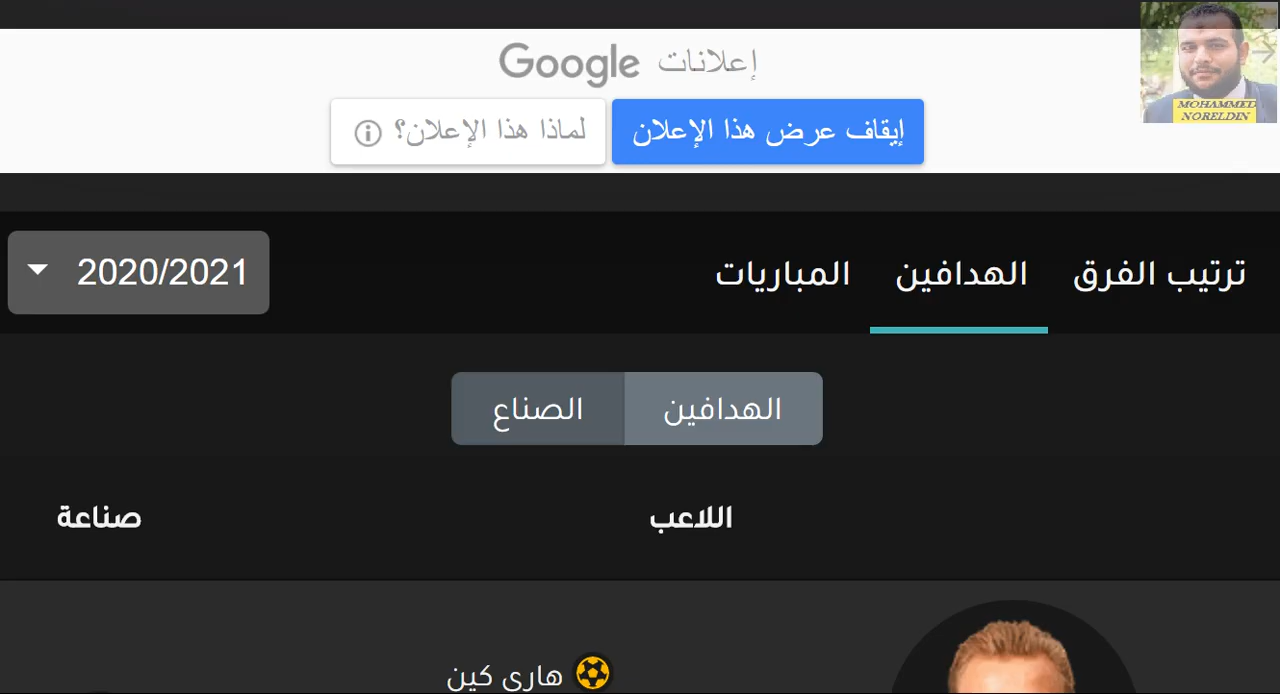 إعلانات Google
إيقاف عرض هذا الإعلان
لماذا هذا الإعلان؟
MOHAMMED
NORELDIN
ترتيب الفرق
الهدافين
المباريات
2020/2021
الهدافين
الصناع
اللاعب
صناعة
هاري كين